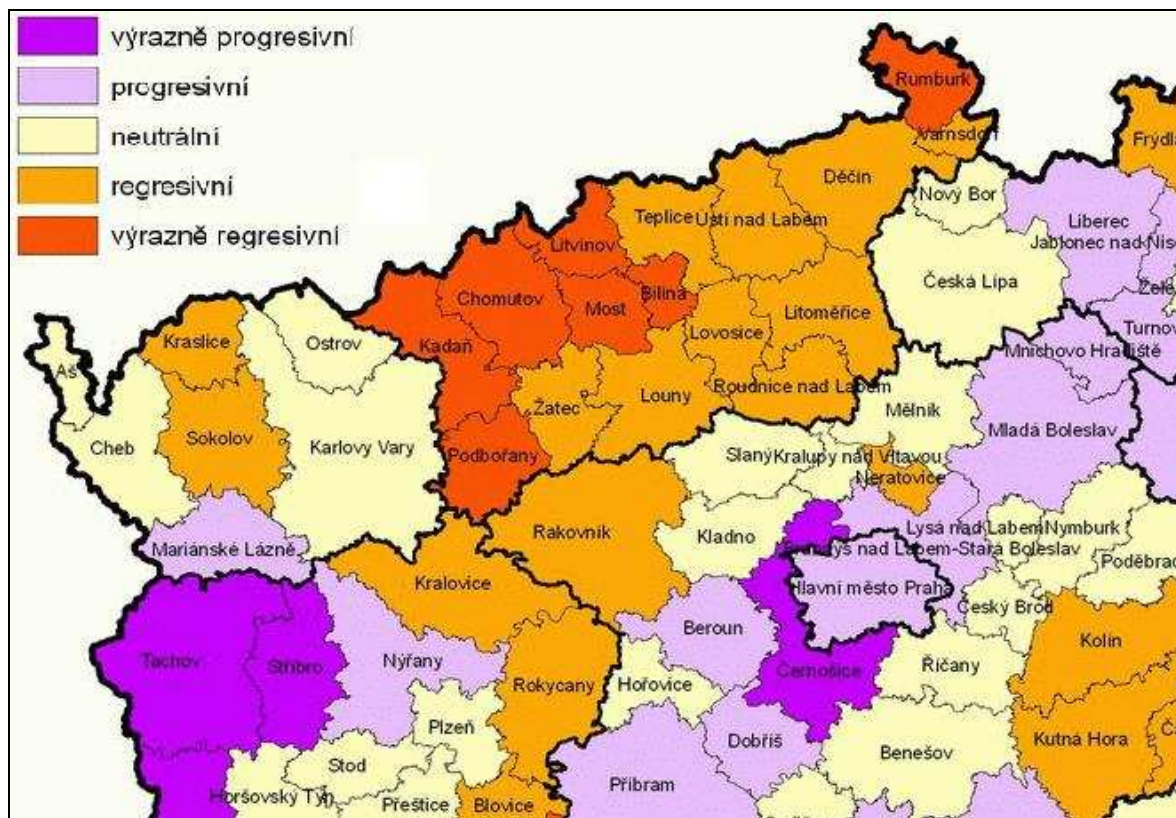 výrazně progresivní
progresivní
neutrální
regresivní
výrazně regresivní
Rumburk
Varnsdorf
Frýdla
Děčín
Nový Bor
Teplice
Ústí nad Labem
Liberec
Jablonec nad Niso
Litvínov
Česká Lípa
Bílina
Chomutov
Most
Litoměřice
Želez
Turnov
Lovosice
Kraslice
Ostrov
Kadaň
Mnichovo Hradiště
Aš
Roudnice nad Labem
Louny
Žatec
Mělník
Mladá Boleslav
Sokolov
Cheb
Karlovy Vary
Podbořany
Slaný
Kralupy nad Vltavou
Neratovice
Rakovník
Kladno
Lysá nad Labem
Nymburk
Mariánské Lázně
Brandýs nad Labem-Stará Boleslav
Poděbrad
Kralovice
Hlavní město Praha
Český Brod
Beroun
Kolín
Tachov
Stříbro
Nýřany
Rokycany
Hořovice
Černošice
Říčany
Plzeň
Dobříš
Kutná Hora
Benešov
Stod
Příbram
Horšovský Týn
Přeštice
Blovice